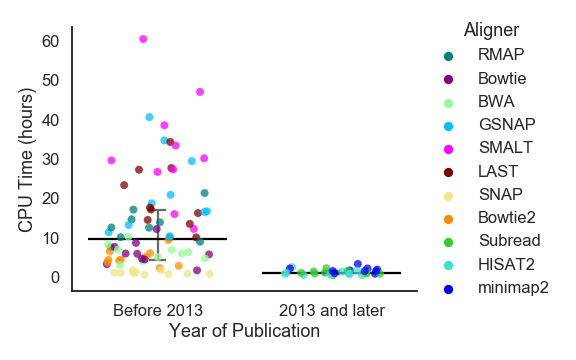 Aligner
RMAP
Bowtie
BWA
GSNAP
SMALT
LAST
SNAP
Bowtie2
Subread
HISAT2
minimap2
CPU Time (hours)
60
50
40
30
20
10
0
Before 2013
2013 and later
Year of Publication